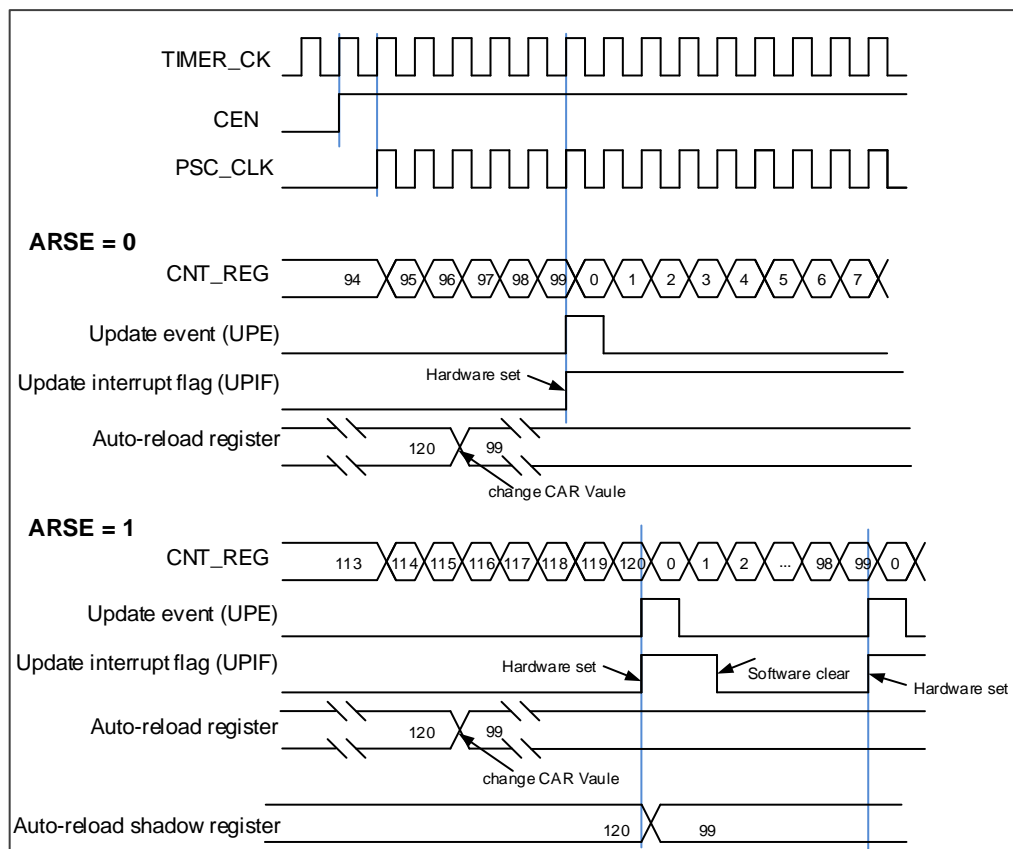 TIMER_CK
CEN
PSC_CLK
ARSE = 0
CNT_REG 94 95 96 97 98 99 0 1 2 3 4 5 6 7
Update event (UPE)
Update interrupt flag (UPIF) Hardware set
Auto-reload register 120 99
change CAR Vaule
ARSE = 1
CNT_REG 113 114 115 116 117 118 119 120 0 1 2 ... 98 99 0
Update event (UPE)
Update interrupt flag (UPIF) Hardware set Software clear Hardware set
Auto-reload register 120 99
change CAR Vaule
Auto-reload shadow register 120 99